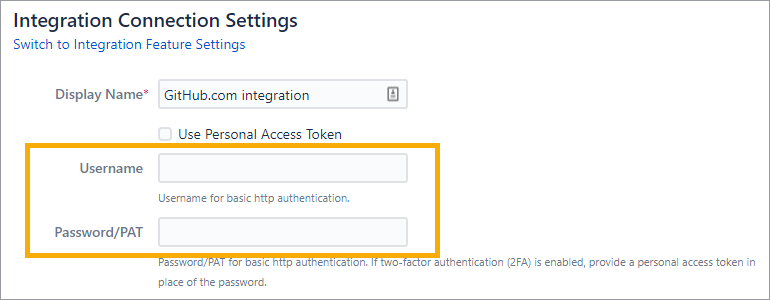 Integration Connection Settings
Switch to Integration Feature Settings
Display Name* GitHub.com integration
Use Personal Access Token
Username
Username for basic http authentication.
Password/PAT
Password/PAT for basic http authentication. If two-factor authentication (2FA) is enabled, provide a personal access token in
place of the password.